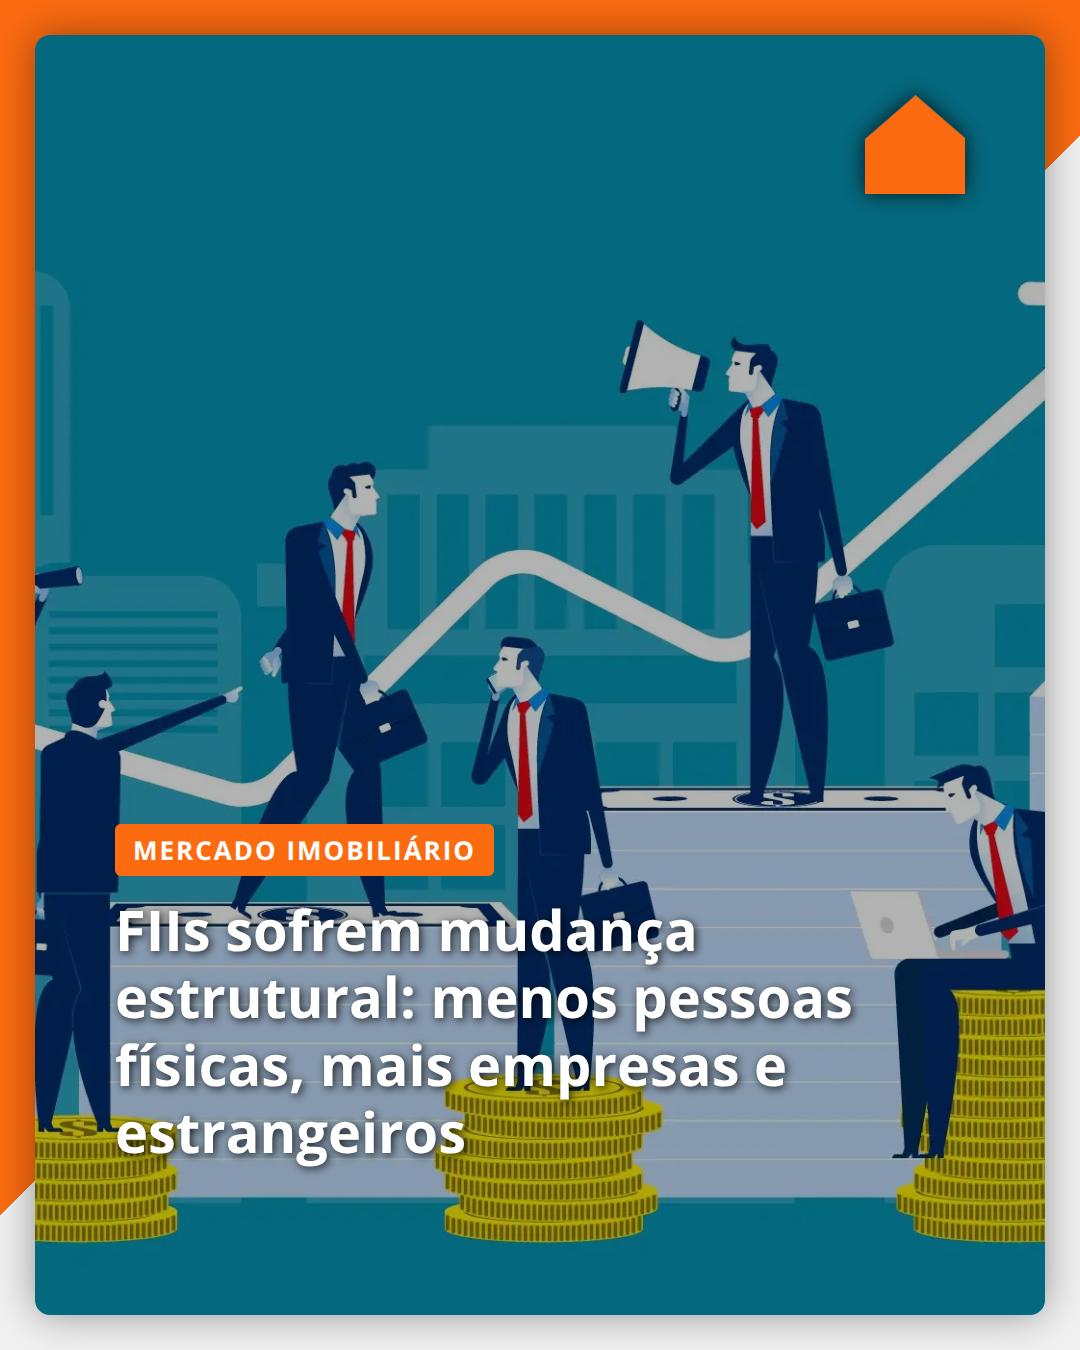 MERCADO IMOBILIÁRIO
FIIs sofrem mudança
estrutural: menos pessoas
físicas, mais empresas e
estrangeiros